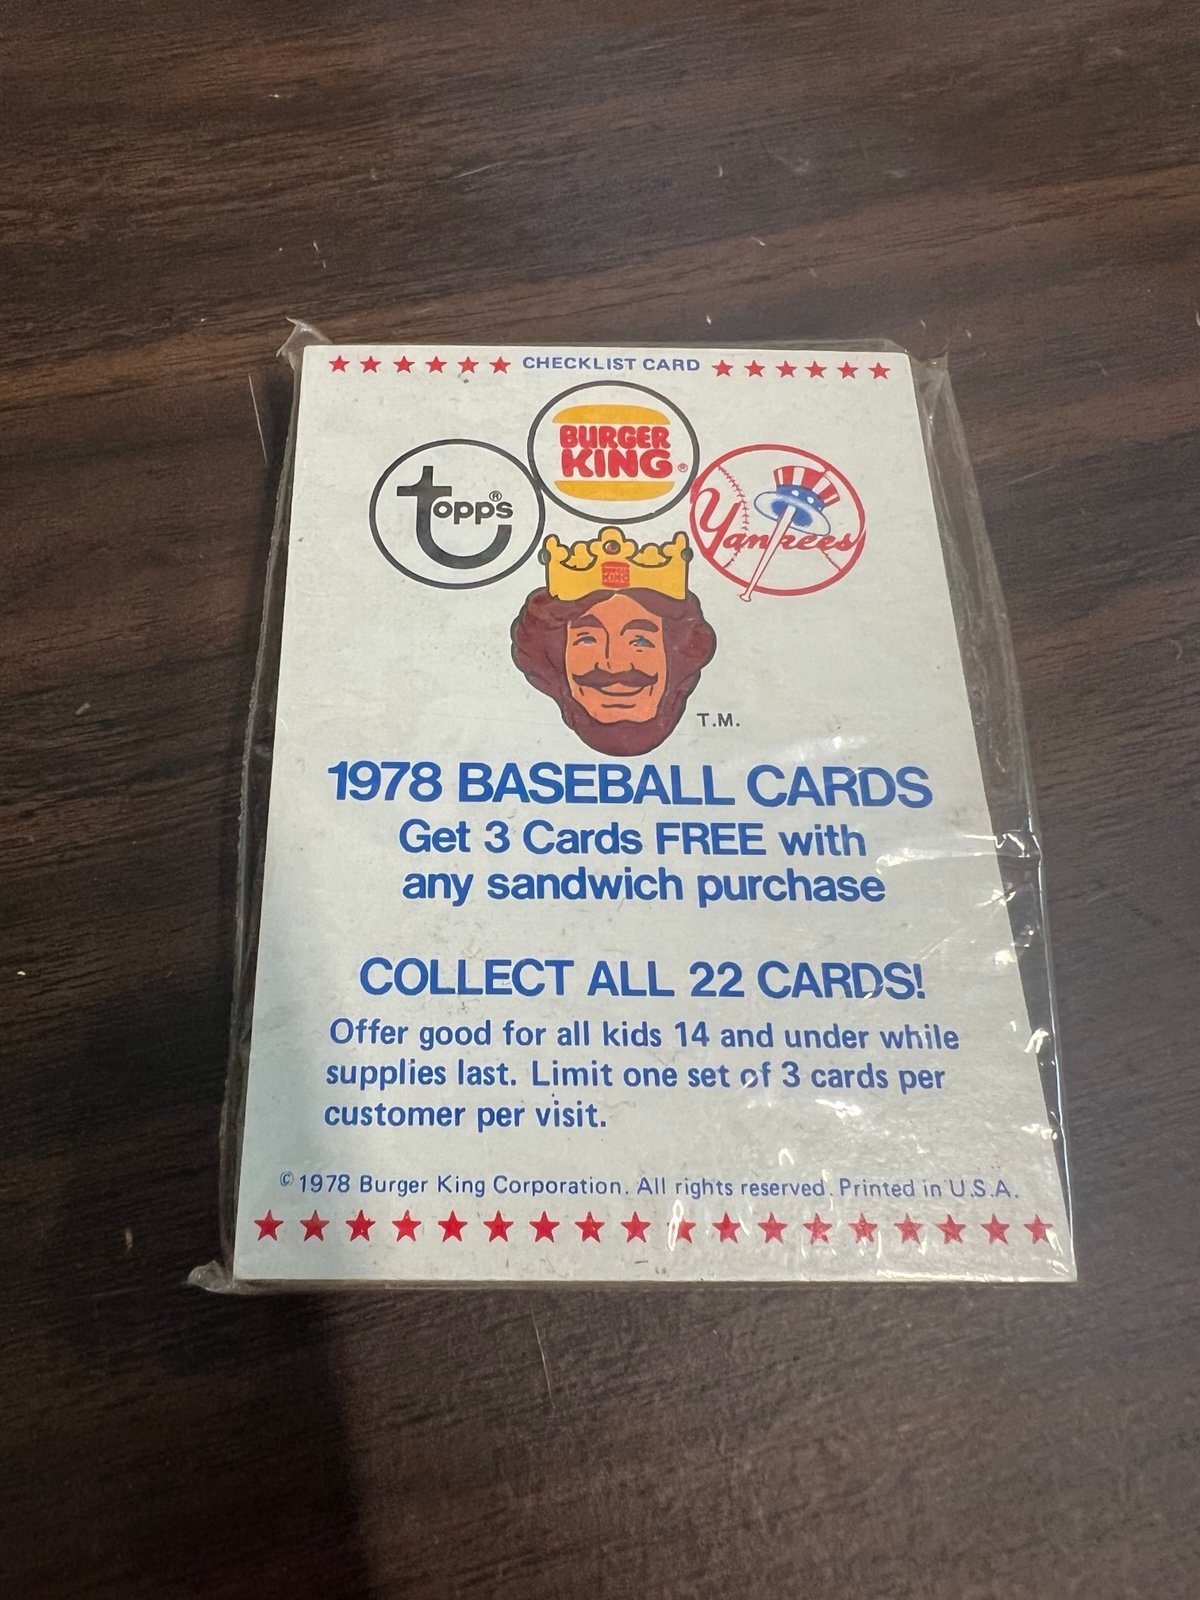 CHECKLIST CARD
BURGER
KING®
topps®
Yankees
T.M.
1978 BASEBALL CARDS
Get 3 Cards FREE with
any sandwich purchase
COLLECT ALL 22 CARDS!
Offer good for all kids 14 and under while
supplies last. Limit one set of 3 cards per
customer per visit.
©1978 Burger King Corporation. All rights reserved. Printed in U.S.A.